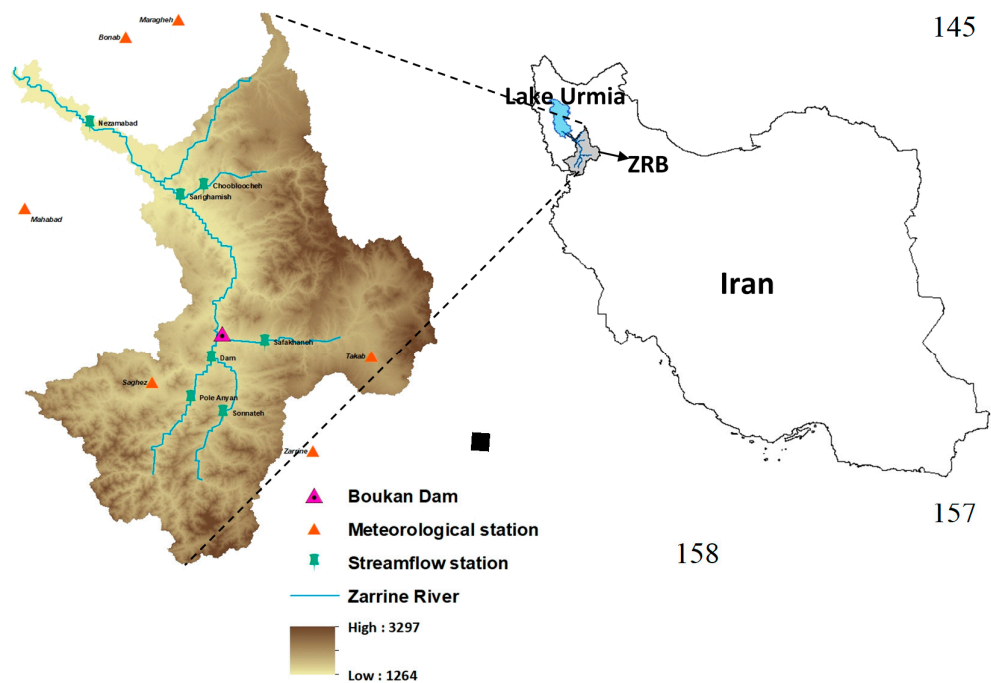 Maragheh
145
Bonab
Lake Urmia
Nezamabad
ZRB
Choobloocheh
Sarighamish
Mahabad
Iran
Safakhaneh
Dam
Takab
Saghez
Pole Anyan
Sonnateh
Zarrine
Boukan Dam
157
Meteorological station
158
Streamflow station
Zarrine River
High : 3297
Low : 1264